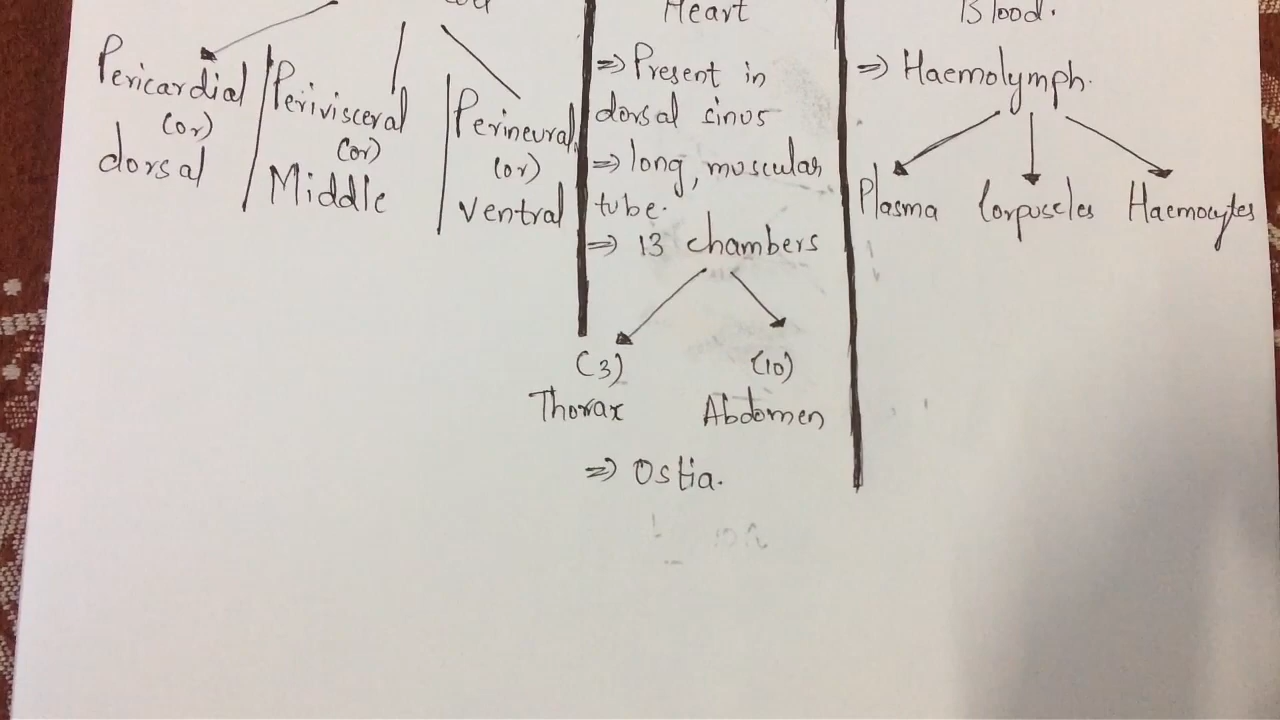 Pericardial
(or)
dorsal
Perivisceral
(or)
Middle
Perineural
(or)
Ventral
Heart
⇒ Present in
dorsal sinus
⇒ long, muscular
tube.
⇒ 13 chambers
(3)
Thorax
(10)
Abdomen
⇒ Ostia.
Blood.
⇒ Haemolymph.
Plasma
Corpuscles
Haemocytes